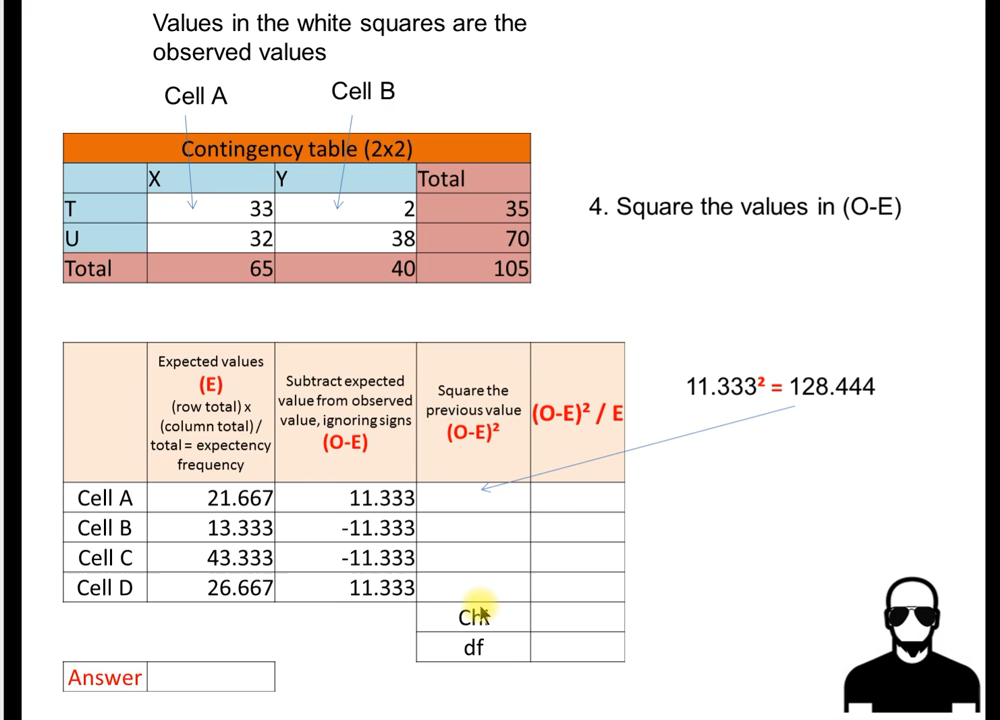 Values in the white squares are the
observed values
Cell A
Cell B
Contingency table (2x2)
X Y Total
T 33 2 35
U 32 38 70
Total 65 40 105
4. Square the values in (O-E)
Expected values
(E)
(row total) x
(column total) /
total = expectency
frequency
Subtract expected
value from observed
value, ignoring signs
(O-E)
Square the
previous value
(O-E)²
(O-E)² / E
11.333² = 128.444
Cell A 21.667 11.333
Cell B 13.333 -11.333
Cell C 43.333 -11.333
Cell D 26.667 11.333
Chi
df
Answer